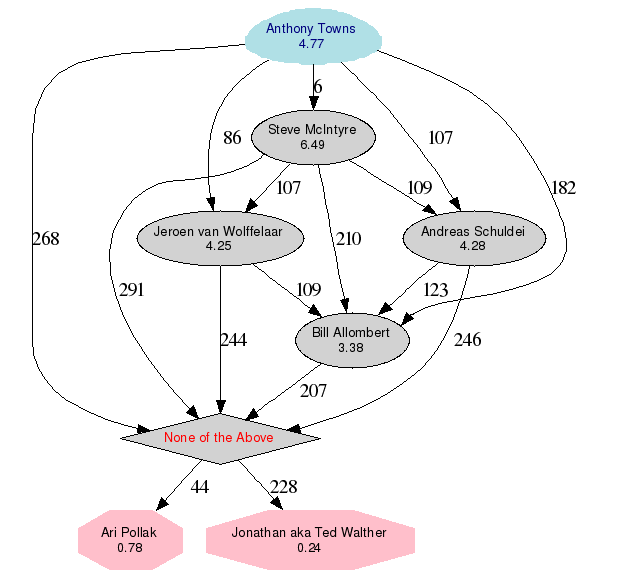 Anthony Towns
4.77
6
Steve McIntyre
6.49
86
107
182
107
109
268
210
Jeroen van Wolffelaar
4.25
Andreas Schuldei
4.28
291
109
123
Bill Allombert
3.38
244
246
207
None of the Above
44
228
Ari Pollak
0.78
Jonathan aka Ted Walther
0.24